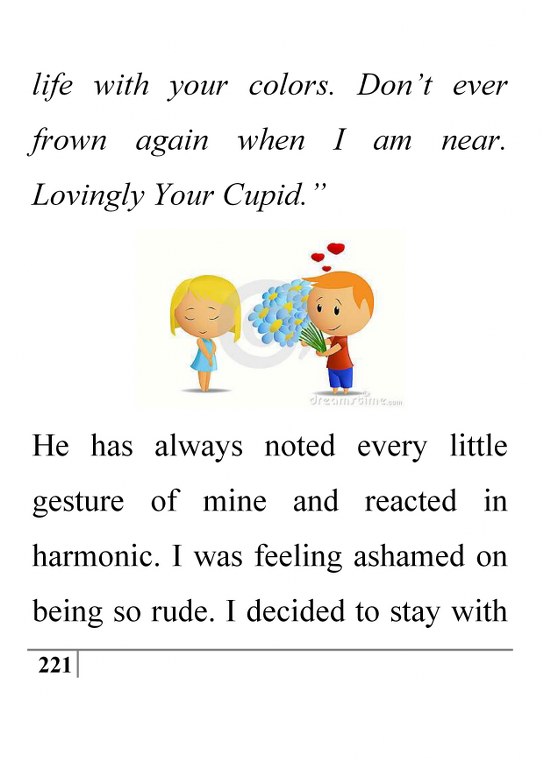 life with your colors. Don’t ever
frown again when I am near.
Lovingly Your Cupid.”
dreamstime.com
He has always noted every little
gesture of mine and reacted in
harmonic. I was feeling ashamed on
being so rude. I decided to stay with
221